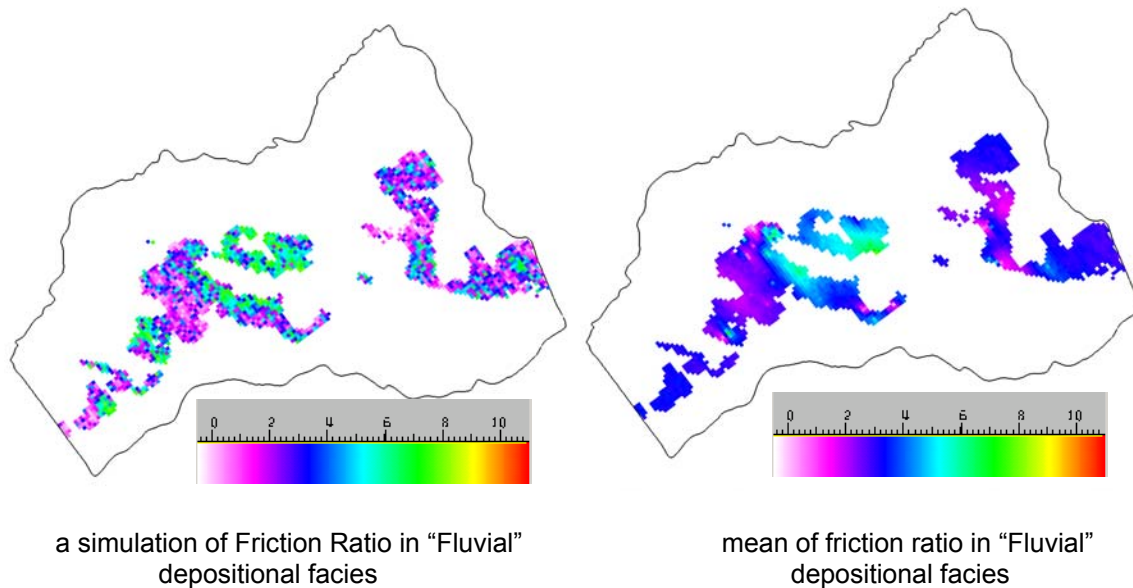 0 2 4 6 8 10
0 2 4 6 8 10
a simulation of Friction Ratio in “Fluvial”
depositional facies
mean of friction ratio in “Fluvial”
depositional facies